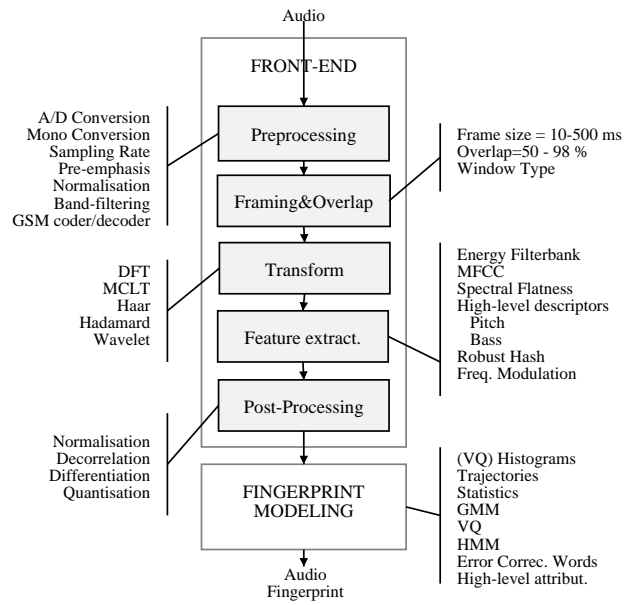 Audio
FRONT-END
A/D Conversion
Mono Conversion
Sampling Rate
Pre-emphasis
Normalisation
Band-filtering
GSM coder/decoder
Preprocessing
Frame size = 10-500 ms
Overlap=50 - 98 %
Window Type
Framing&Overlap
DFT
MCLT
Haar
Hadamard
Wavelet
Transform
Energy Filterbank
MFCC
Spectral Flatness
High-level descriptors
Pitch
Bass
Robust Hash
Freq. Modulation
Feature extract.
Post-Processing
Normalisation
Decorrelation
Differentiation
Quantisation
FINGERPRINT
MODELING
(VQ) Histograms
Trajectories
Statistics
GMM
VQ
HMM
Error Correc. Words
High-level attribut.
Audio
Fingerprint